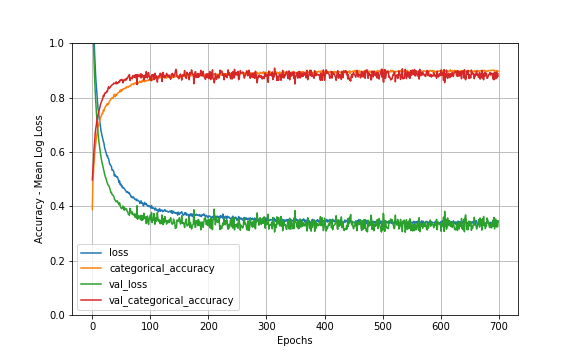 1.0
0.8
0.6
0.4
0.2
0.0
Accuracy - Mean Log Loss
loss
categorical_accuracy
val_loss
val_categorical_accuracy
0 100 200 300 400 500 600 700
Epochs